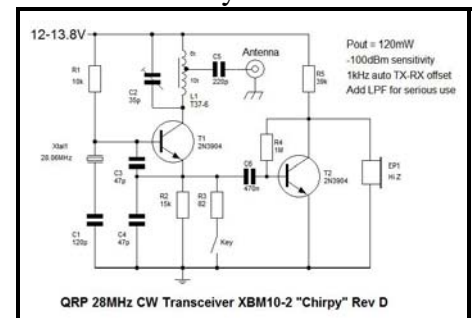 12-13.8V
Antenna
Pout = 120mW
-100dBm sensitivity
1kHz auto TX-RX offset
Add LPF for serious use
R1
10k
6t
10t
C5
220p
C2
35p
L1
T37-6
R5
39k
T1
2N3904
R4
1M
Xtal1
28.06MHz
C3
47p
C6
470n
T2
2N3904
EP1
Hi Z
R2
15k
R3
82
C1
120p
C4
47p
Key
QRP 28MHz CW Transceiver XBM10-2 "Chirpy" Rev D